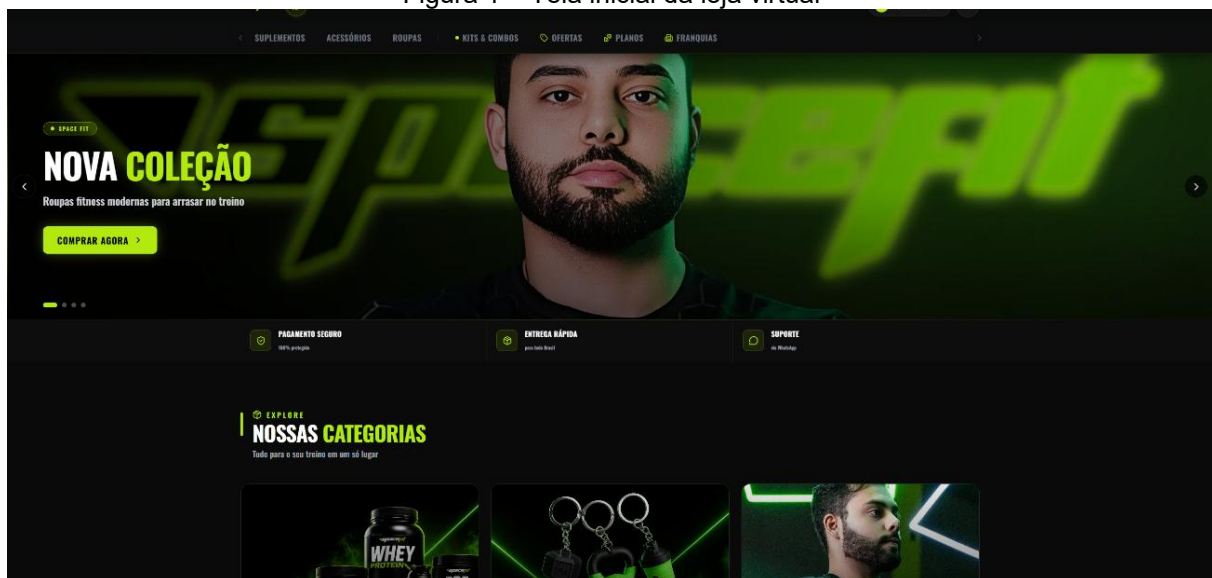 Figura 1 - Tela inicial da loja virtual
SUPLEMENTOS ACESSÓRIOS ROUPAS • KITS & COMBOS OFERTAS PLANOS FRANQUIAS
spacefit
• SPACE FIT
NOVA COLEÇÃO
Roupas fitness modernas para arrasar no treino
COMPRAR AGORA >
PAGAMENTO SEGURO
100% protegido
ENTREGA RÁPIDA
para todo Brasil
SUPORTE
via WhatsApp
EXPLORE
NOSSAS CATEGORIAS
Tudo para o seu treino em um só lugar
WHEY
PROTEIN